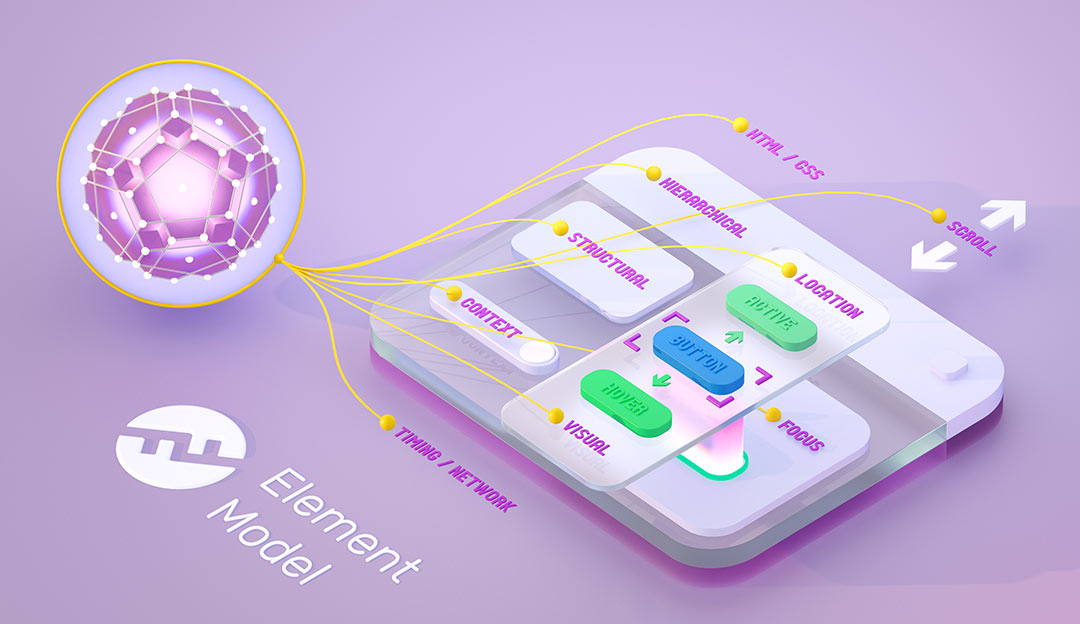 HTML / CSS
HIERARCHICAL
SCROLL
STRUCTURAL
LOCATION
CONTEXT
ACTIVE
BUTTON
HOVER
VISUAL
FOCUS
TIMING / NETWORK
Element
Model